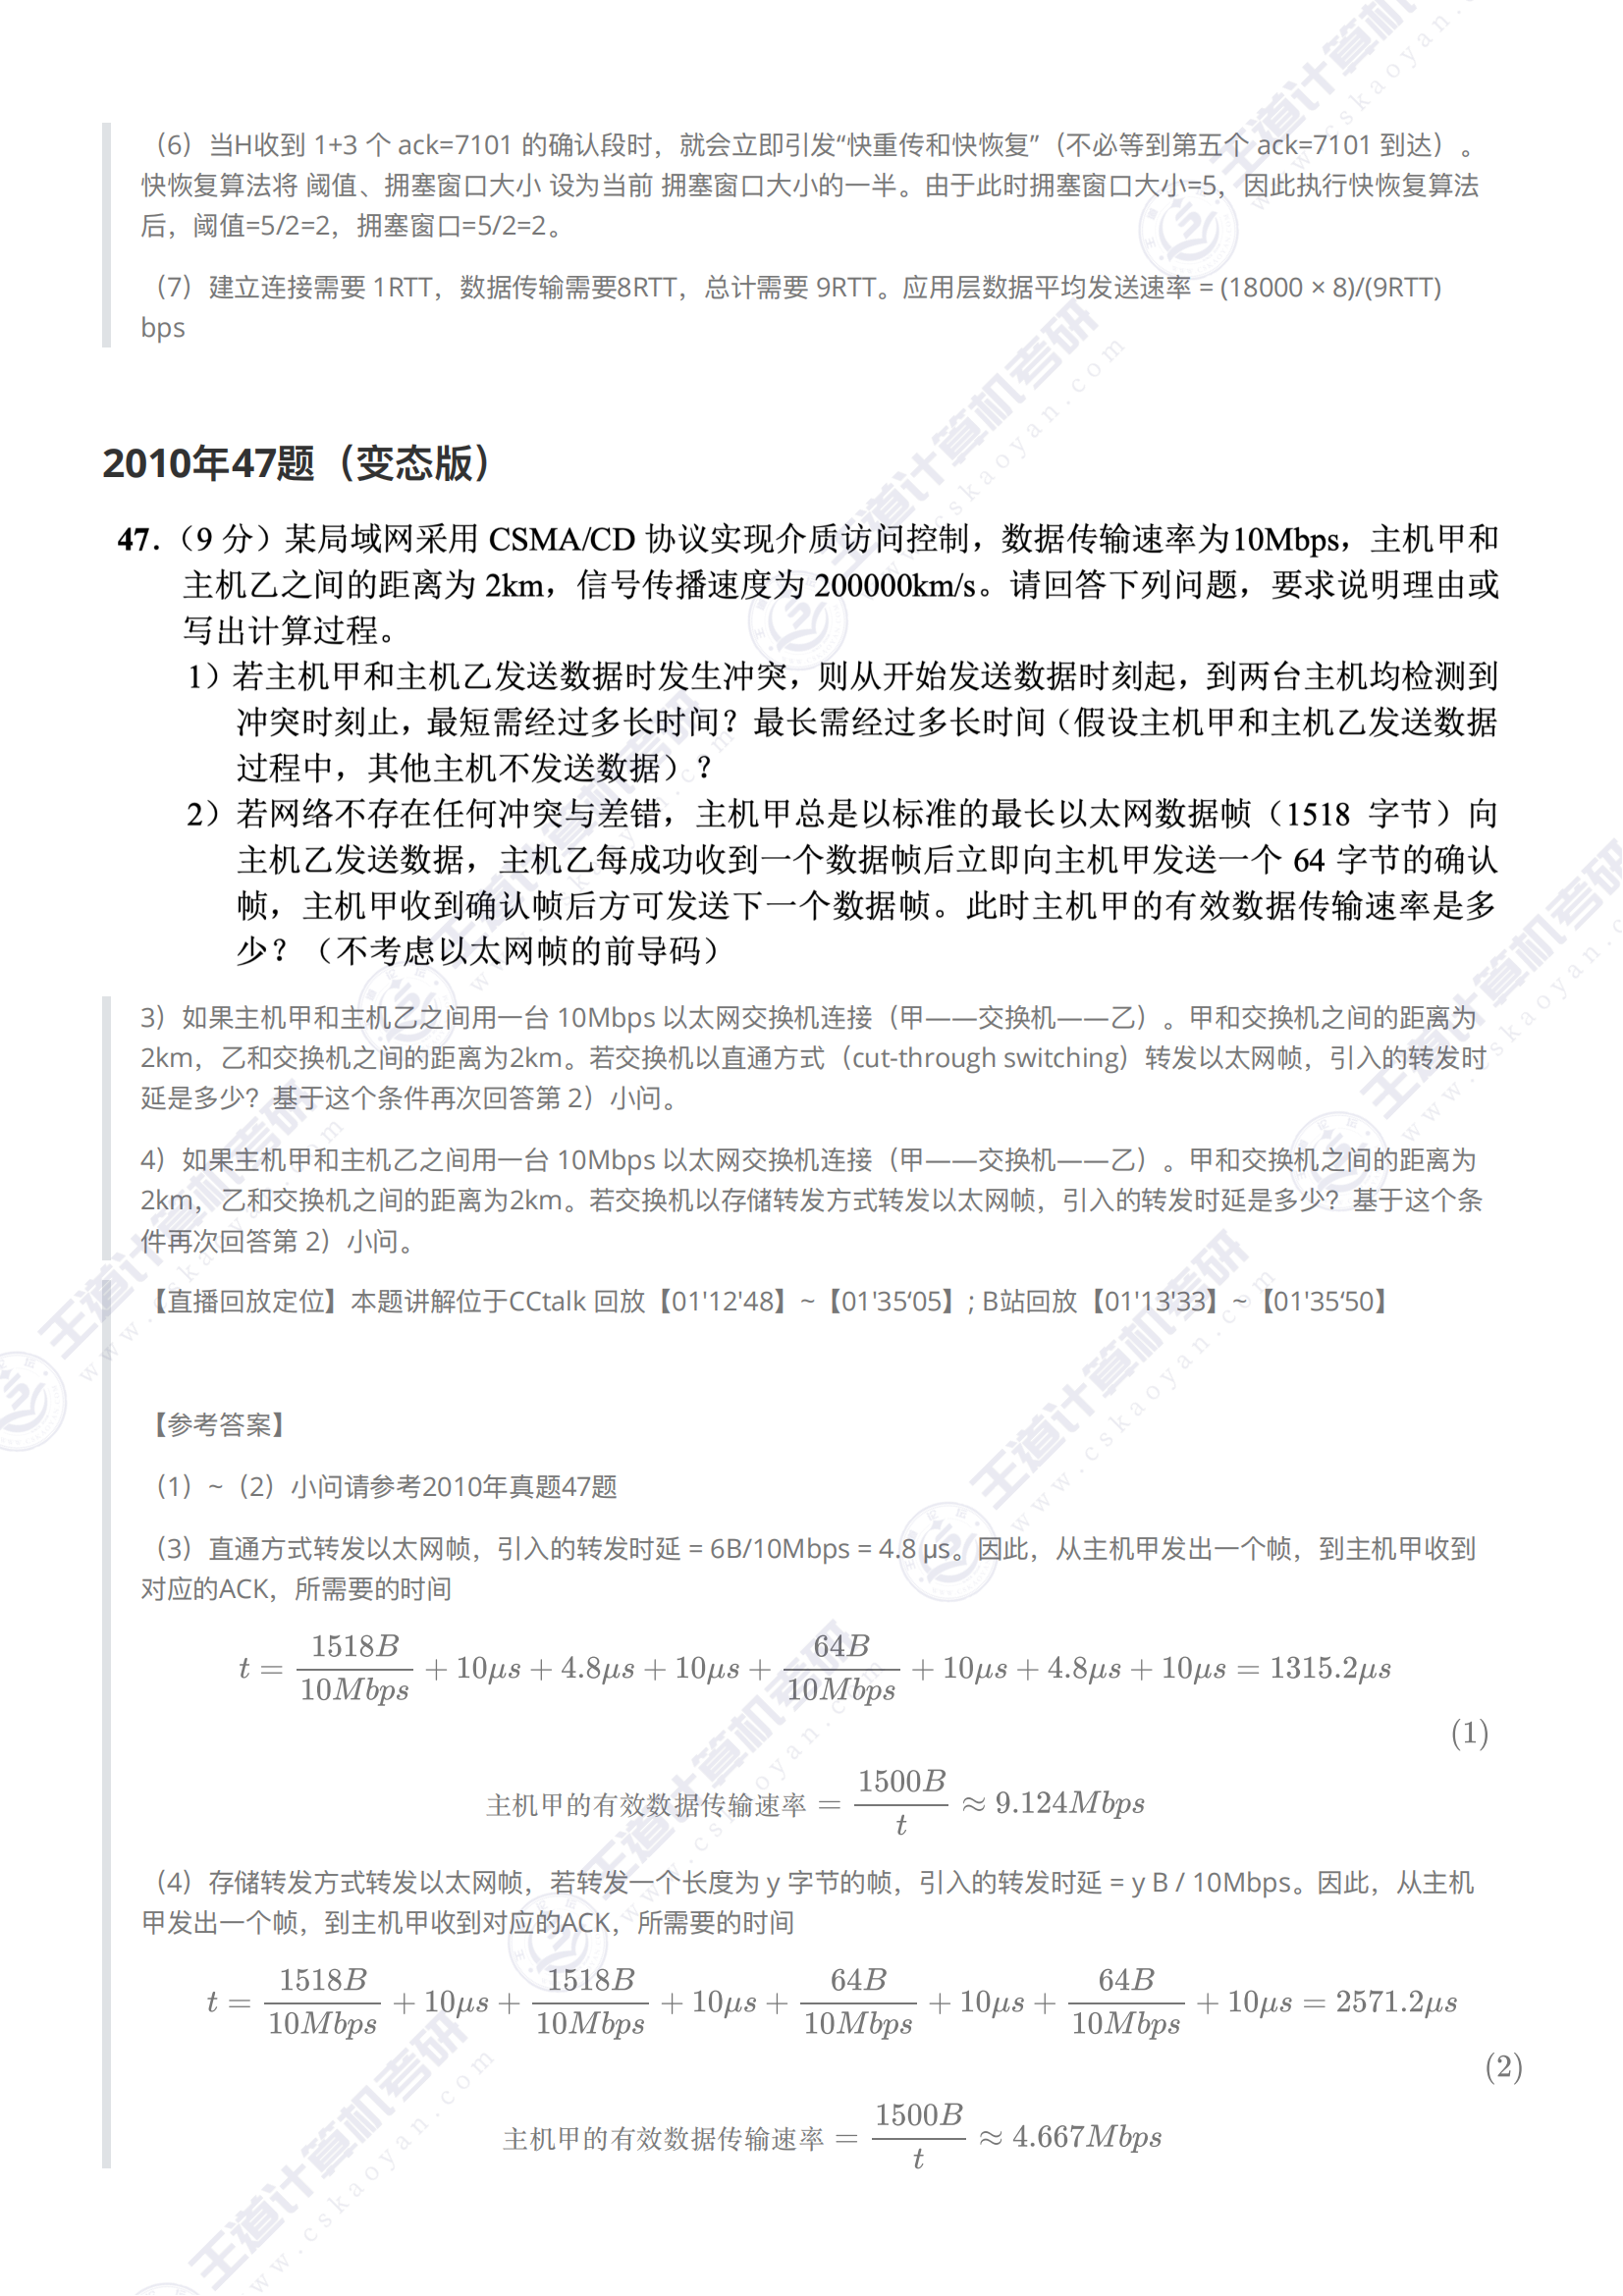 （6）当H收到 1+3 个 ack=7101 的确认段时，就会立即引发“快重传和快恢复”（不必等到第五个 ack=7101 到达）。
快恢复算法将 阈值、拥塞窗口大小 设为当前 拥塞窗口大小的一半。由于此时拥塞窗口大小=5，因此执行快恢复算法
后，阈值=5/2=2，拥塞窗口=5/2=2。
（7）建立连接需要 1RTT，数据传输需要8RTT，总计需要 9RTT。应用层数据平均发送速率 = (18000 × 8)/(9RTT)
bps
2010年47题（变态版）
47.（9 分）某局域网采用 CSMA/CD 协议实现介质访问控制，数据传输速率为10Mbps，主机甲和
主机乙之间的距离为 2km，信号传播速度为 200000km/s。请回答下列问题，要求说明理由或
写出计算过程。
1）若主机甲和主机乙发送数据时发生冲突，则从开始发送数据时刻起，到两台主机均检测到
冲突时刻止，最短需经过多长时间？最长需经过多长时间（假设主机甲和主机乙发送数据
过程中，其他主机不发送数据）?
2）若网络不存在任何冲突与差错，主机甲总是以标准的最长以太网数据帧（1518 字节）向
主机乙发送数据，主机乙每成功收到一个数据帧后立即向主机甲发送一个 64 字节的确认
帧，主机甲收到确认帧后方可发送下一个数据帧。此时主机甲的有效数据传输速率是多
少？（不考虑以太网帧的前导码）
3）如果主机甲和主机乙之间用一台 10Mbps 以太网交换机连接（甲——交换机——乙）。甲和交换机之间的距离为
2km，乙和交换机之间的距离为2km。若交换机以直通方式（cut-through switching）转发以太网帧，引入的转发时
延是多少？基于这个条件再次回答第 2）小问。
4）如果主机甲和主机乙之间用一台 10Mbps 以太网交换机连接（甲——交换机——乙）。甲和交换机之间的距离为
2km，乙和交换机之间的距离为2km。若交换机以存储转发方式转发以太网帧，引入的转发时延是多少？基于这个条
件再次回答第 2）小问。
【直播回放定位】本题讲解位于CCtalk 回放【01'12'48】~【01'35‘05】; B站回放【01'13'33】~【01'35‘50】
【参考答案】
（1）~（2）小问请参考2010年真题47题
（3）直通方式转发以太网帧，引入的转发时延 = 6B/10Mbps = 4.8 μs。因此，从主机甲发出一个帧，到主机甲收到
对应的ACK，所需要的时间
t = 1518B/10Mbps + 10μs + 4.8μs + 10μs + 64B/10Mbps + 10μs + 4.8μs + 10μs = 1315.2μs
(1)
主机甲的有效数据传输速率 = 1500B/t ≈ 9.124Mbps
（4）存储转发方式转发以太网帧，若转发一个长度为 y 字节的帧，引入的转发时延 = y B / 10Mbps。因此，从主机
甲发出一个帧，到主机甲收到对应的ACK，所需要的时间
t = 1518B/10Mbps + 10μs + 1518B/10Mbps + 10μs + 64B/10Mbps + 10μs + 64B/10Mbps + 10μs = 2571.2μs
(2)
主机甲的有效数据传输速率 = 1500B/t ≈ 4.667Mbps
王道计算机考研
www.cskaoyan.com